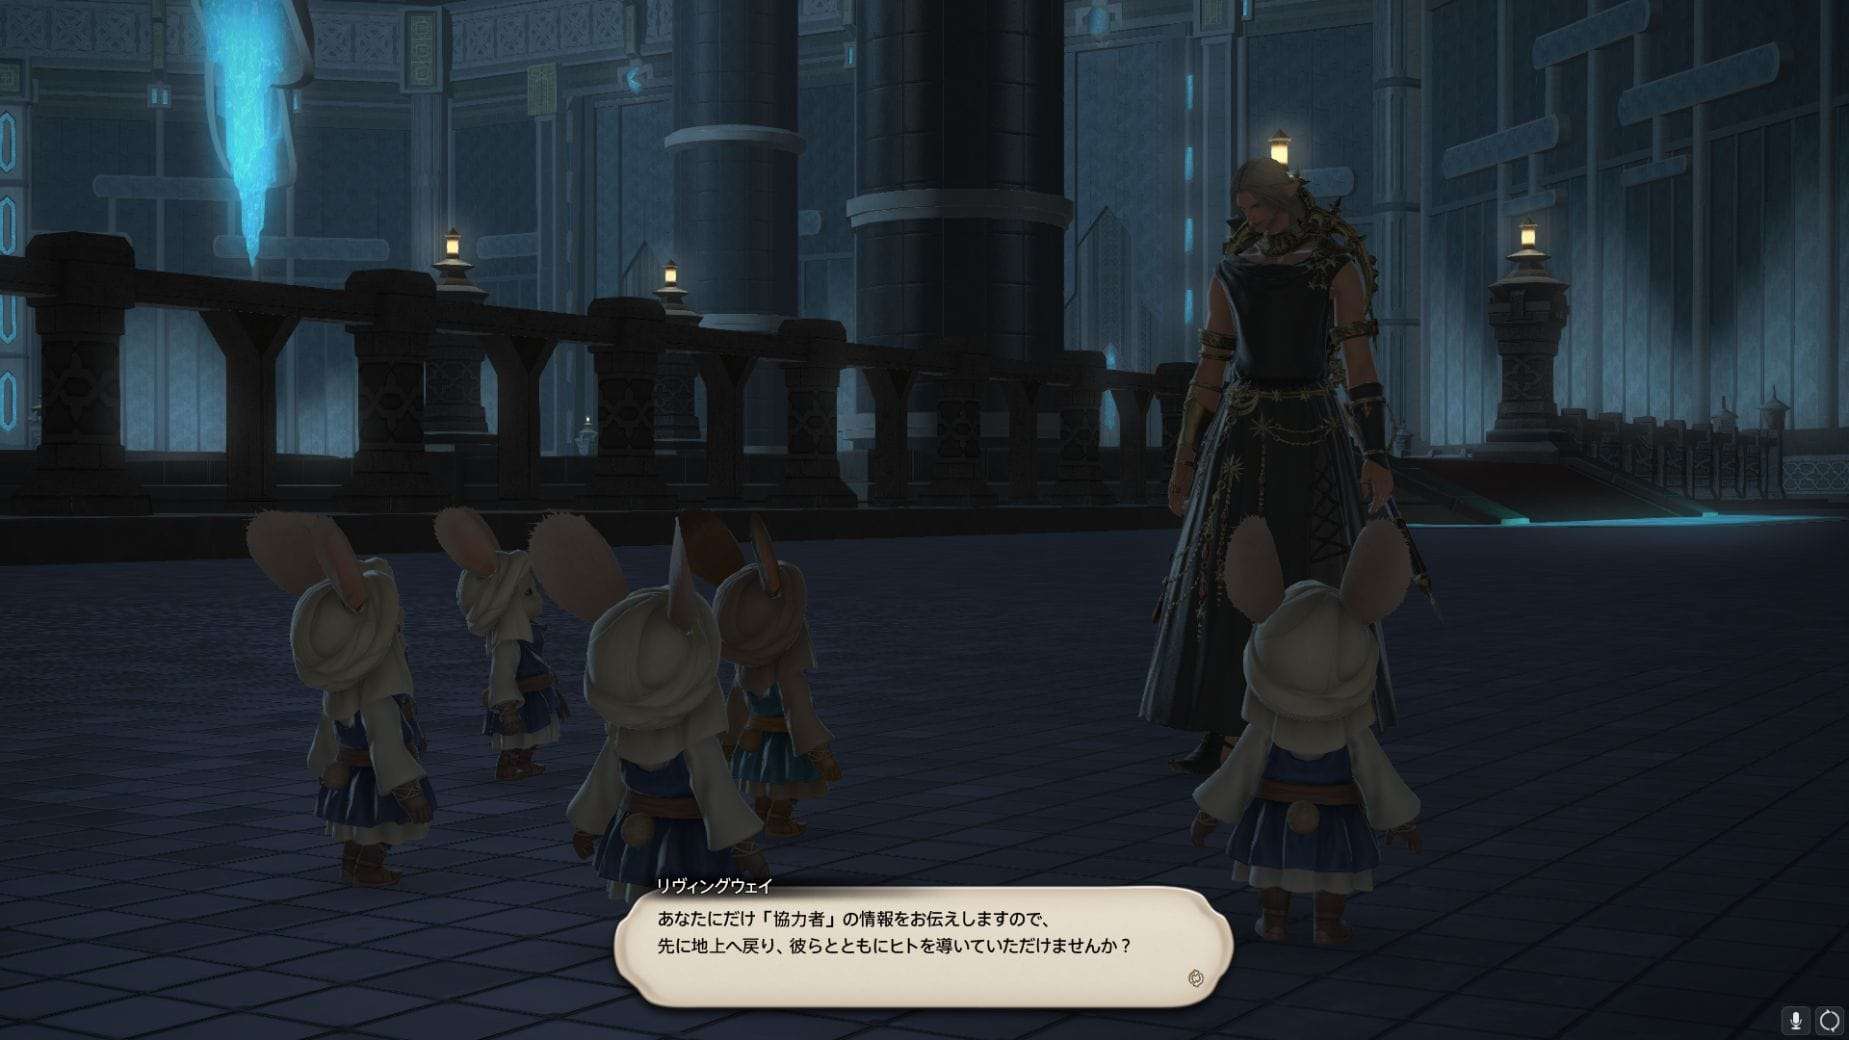 リヴィングウェイ
あなたにだけ「協力者」の情報をお伝えしますので、
先に地上へ戻り、彼らとともにヒトを導いていただけませんか？